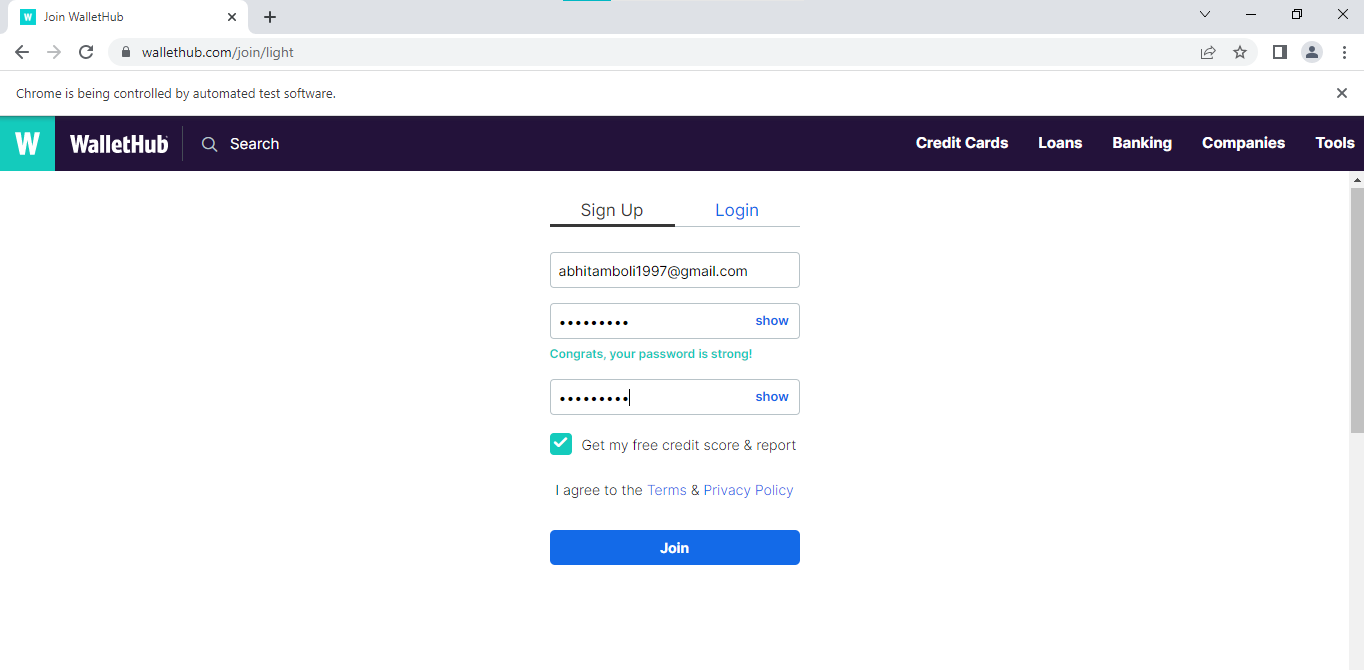 Join WalletHub
wallethub.com/join/light
Chrome is being controlled by automated test software.
W WalletHub Search Credit Cards Loans Banking Companies Tools
Sign Up Login
abhitamboli1997@gmail.com
••••••••• show
Congrats, your password is strong!
••••••••• show
Get my free credit score & report
I agree to the Terms & Privacy Policy
Join